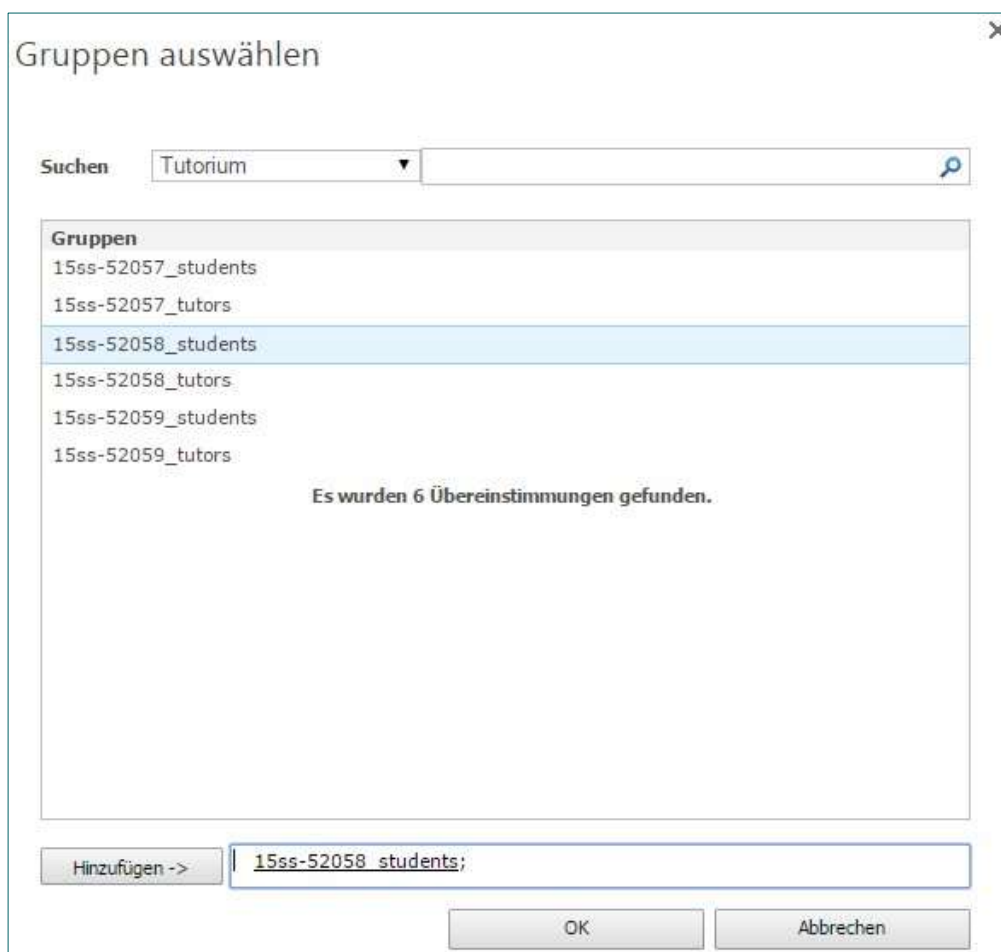 Gruppen auswählen
Suchen Tutorium
Gruppen
15ss-52057_students
15ss-52057_tutors
15ss-52058_students
15ss-52058_tutors
15ss-52059_students
15ss-52059_tutors
Es wurden 6 Übereinstimmungen gefunden.
Hinzufügen -> 15ss-52058_students;
OK Abbrechen